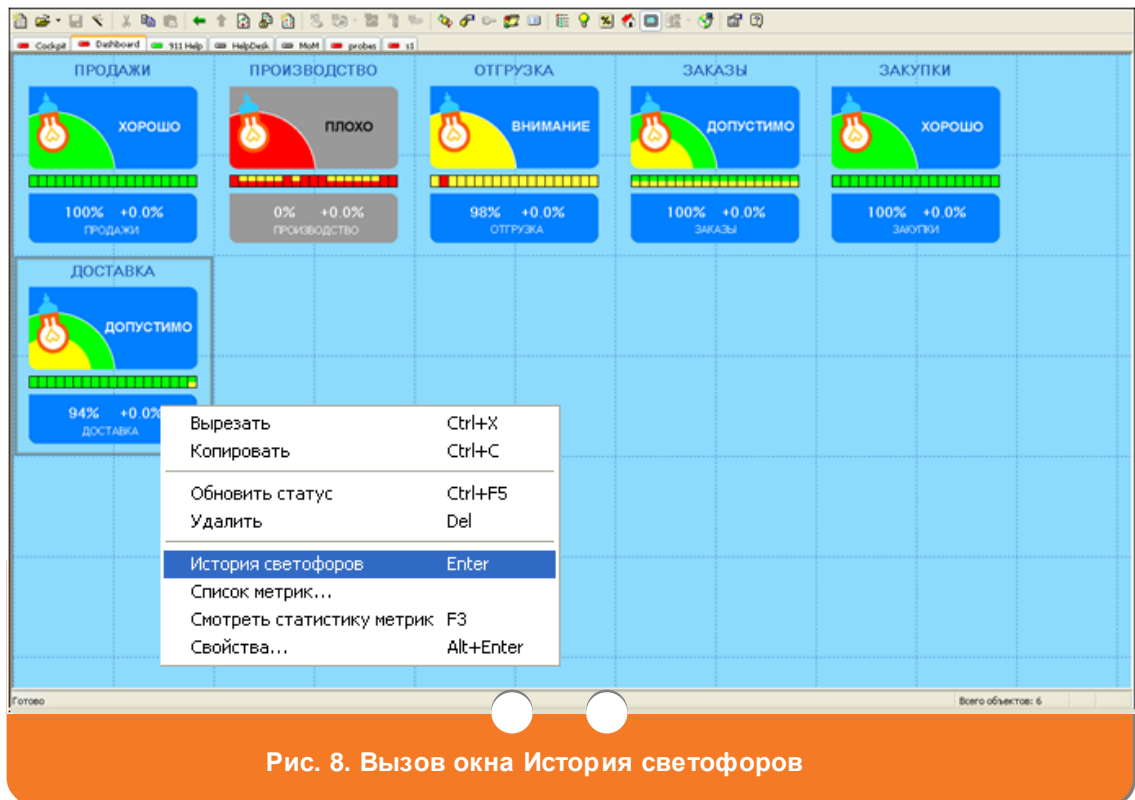 Cockpit Dashboard 911 Help HelpDesk MoM probes s1
ПРОДАЖИ ПРОИЗВОДСТВО ОТГРУЗКА ЗАКАЗЫ ЗАКУПКИ
ХОРОШО ПЛОХО ВНИМАНИЕ ДОПУСТИМО ХОРОШО
100% +0.0% 0% +0.0% 98% +0.0% 100% +0.0% 100% +0.0%
ПРОДАЖИ ПРОИЗВОДСТВО ОТГРУЗКА ЗАКАЗЫ ЗАКУПКИ
ДОСТАВКА
ДОПУСТИМО
94% +0.0%
ДОСТАВКА
Вырезать Ctrl+X
Копировать Ctrl+C
Обновить статус Ctrl+F5
Удалить Del
История светофоров Enter
Список метрик...
Смотреть статистику метрик F3
Свойства... Alt+Enter
Готово Всего объектов: 6
Рис. 8. Вызов окна История светофоров